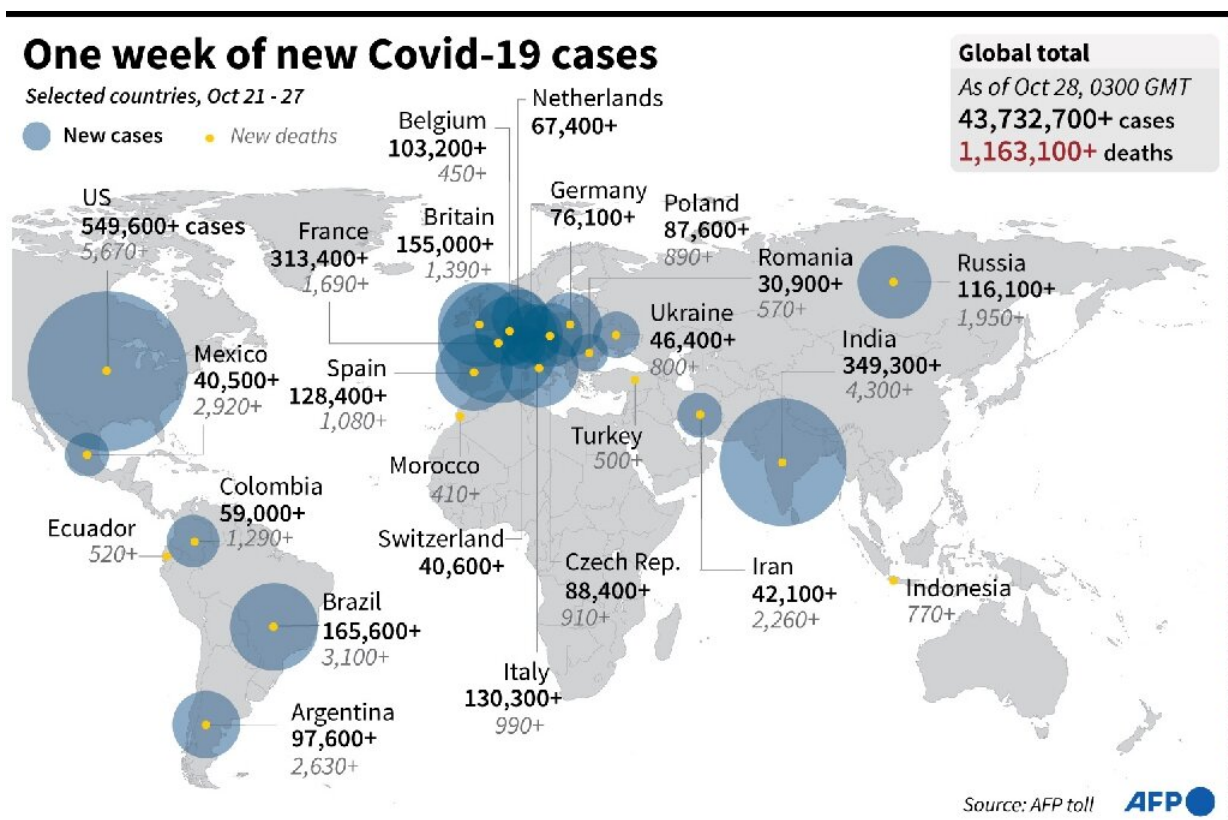 One week of new Covid-19 cases
Selected countries, Oct 21 - 27
New cases
New deaths
Global total
As of Oct 28, 0300 GMT
43,732,700+ cases
1,163,100+ deaths
US
549,600+ cases
5,670+
Mexico
40,500+
2,920+
France
313,400+
1,690+
Britain
155,000+
1,390+
Belgium
103,200+
450+
Netherlands
67,400+
Germany
76,100+
Poland
87,600+
890+
Romania
30,900+
570+
Ukraine
46,400+
800+
Russia
116,100+
1,950+
India
349,300+
4,300+
Spain
128,400+
1,080+
Morocco
410+
Turkey
500+
Switzerland
40,600+
Czech Rep.
88,400+
910+
Italy
130,300+
990+
Iran
42,100+
2,260+
Indonesia
770+
Colombia
59,000+
1,290+
Ecuador
520+
Brazil
165,600+
3,100+
Argentina
97,600+
2,630+
Source: AFP toll
AFP